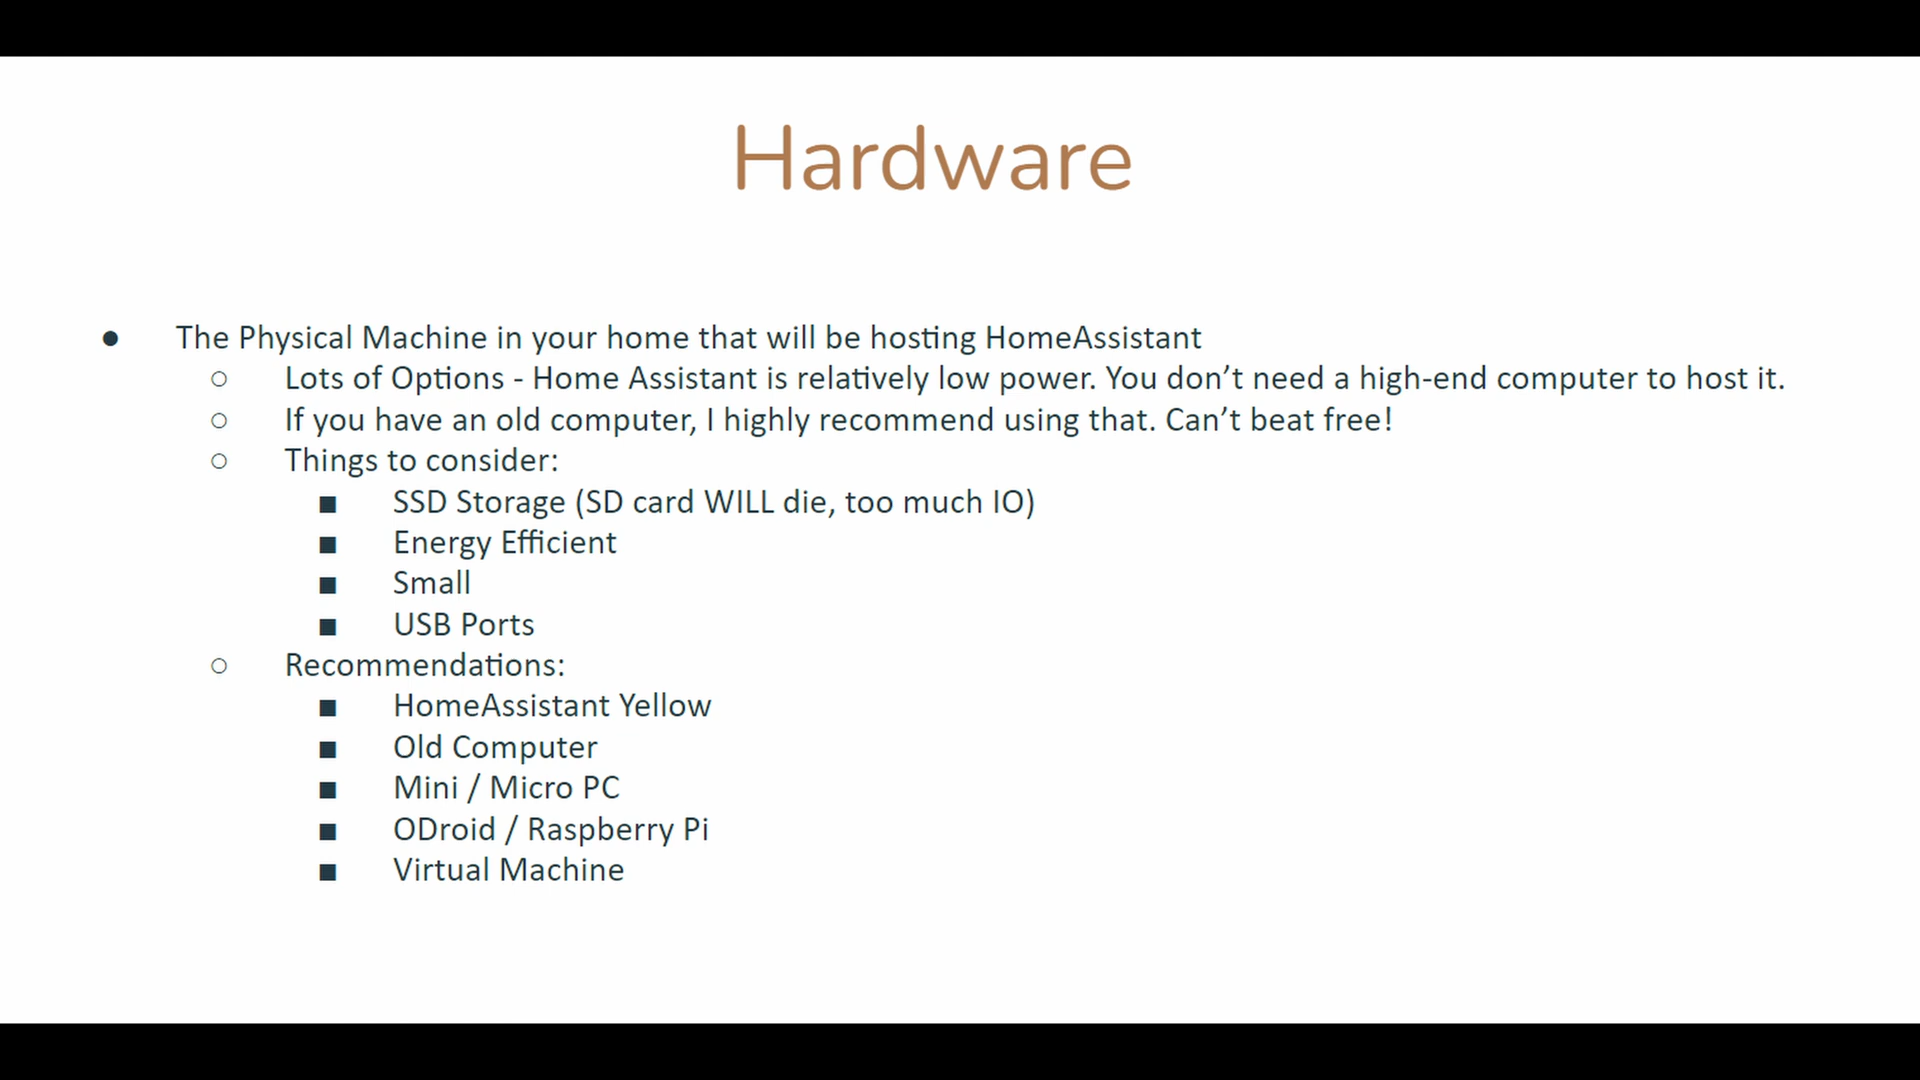 Hardware
● The Physical Machine in your home that will be hosting HomeAssistant
○ Lots of Options - Home Assistant is relatively low power. You don’t need a high-end computer to host it.
○ If you have an old computer, I highly recommend using that. Can’t beat free!
○ Things to consider:
■ SSD Storage (SD card WILL die, too much IO)
■ Energy Efficient
■ Small
■ USB Ports
○ Recommendations:
■ HomeAssistant Yellow
■ Old Computer
■ Mini / Micro PC
■ ODroid / Raspberry Pi
■ Virtual Machine